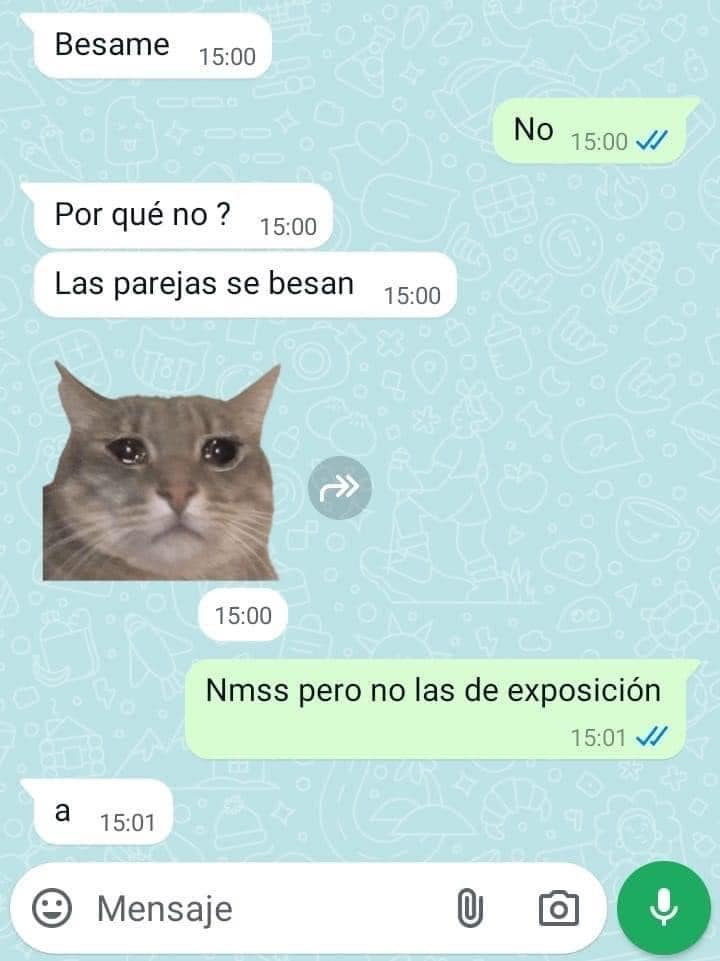 Besame 15:00
No 15:00
Por qué no ? 15:00
Las parejas se besan 15:00
15:00
Nmss pero no las de exposición
15:01
a 15:01
Mensaje